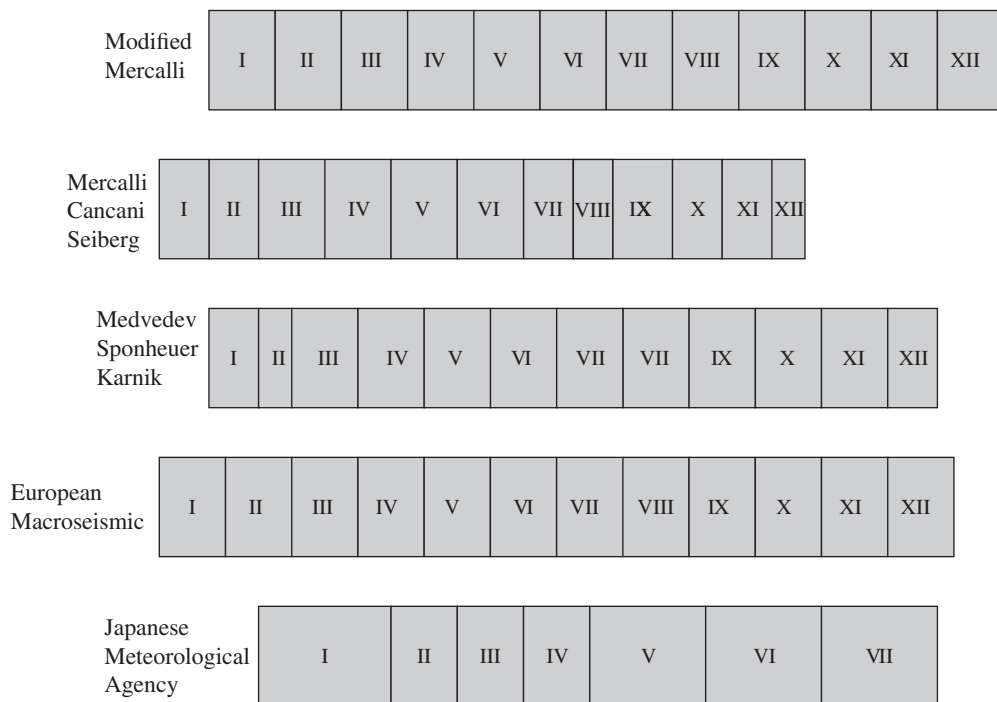 Modified
Mercalli
I II III IV V VI VII VIII IX X XI XII
Mercalli
Cancani
Seiberg
I II III IV V VI VII VIII IX X XI XII
Medvedev
Sponheuer
Karnik
I II III IV V VI VII VII IX X XI XII
European
Macroseismic
I II III IV V VI VII VIII IX X XI XII
Japanese
Meteorological
Agency
I II III IV V VI VII